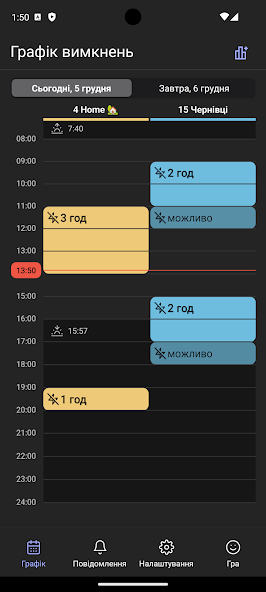 1:50
Графік вимкнень
Сьогодні, 5 грудня
Завтра, 6 грудня
4 Home 🏡
15 Чернівці
7:40
08:00
09:00
2 год
10:00
11:00
3 год
можливо
12:00
13:00
13:50
15:00
2 год
16:00
15:57
17:00
можливо
18:00
19:00
1 год
20:00
21:00
22:00
23:00
24:00
Графік
Повідомлення
Налаштування
Гра